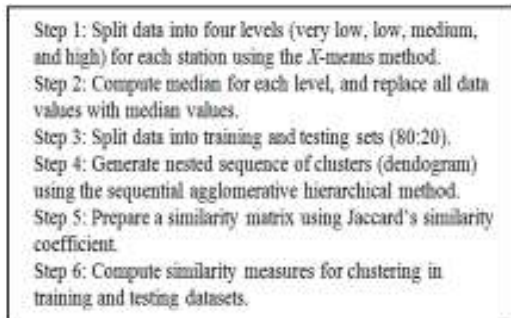 Step 1: Split data into four levels (very low, low, medium,
and high) for each station using the X-means method.
Step 2: Compute median for each level, and replace all data
values with median values.
Step 3: Split data into training and testing sets (80:20).
Step 4: Generate nested sequence of clusters (dendogram)
using the sequential agglomerative hierarchical method.
Step 5: Prepare a similarity matrix using Jaccard's similarity
coefficient.
Step 6: Compute similarity measures for clustering in
training and testing datasets.